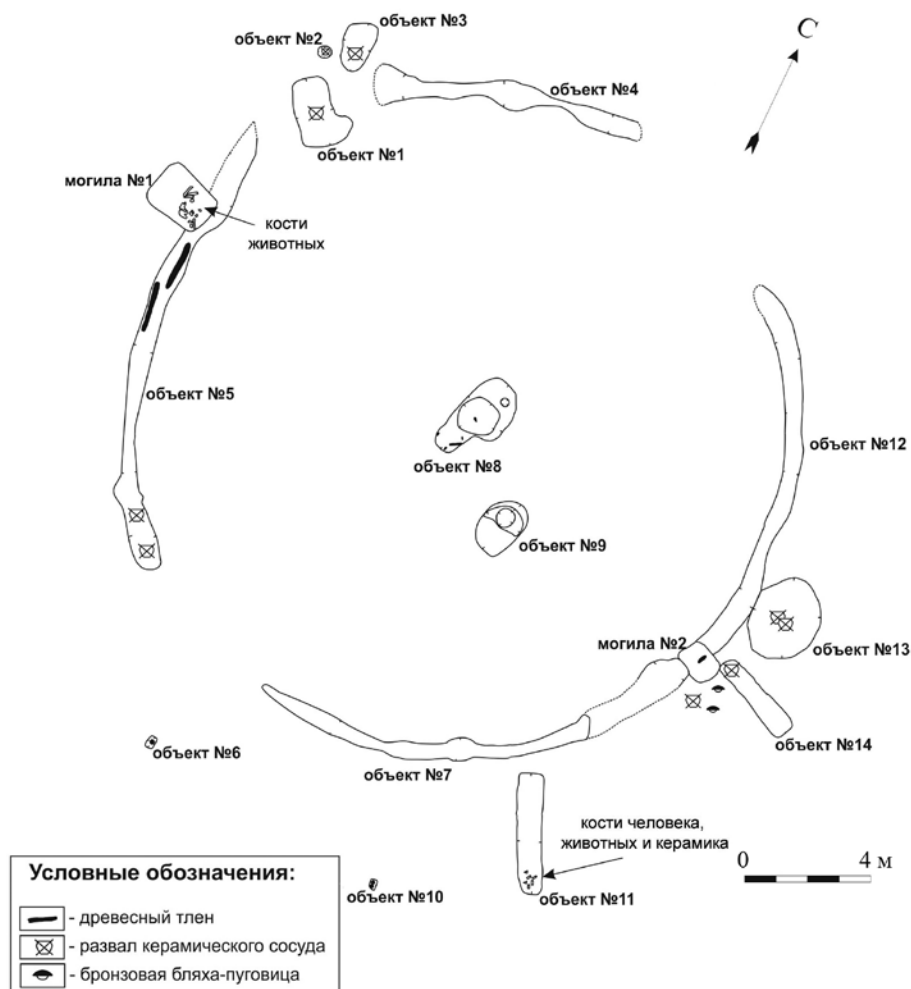 объект №3
объект №2
С
объект №4
объект №1
могила №1
кости
животных
объект №5
объект №12
объект №8
объект №9
могила №2
объект №13
объект №14
объект №6
объект №7
кости человека,
животных и керамика
0 4 м
объект №10
объект №11
Условные обозначения:
- древесный тлен
- развал керамического сосуда
- бронзовая бляха-пуговица